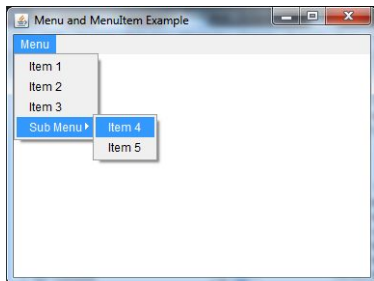 Menu and MenuItem Example
Menu
Item 1
Item 2
Item 3
Sub Menu
Item 4
Item 5